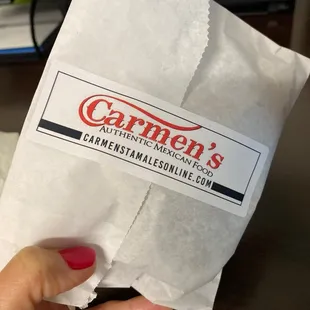 Carmen's
AUTHENTIC MEXICAN FOOD
CARMENSTAMALESONLINE.COM